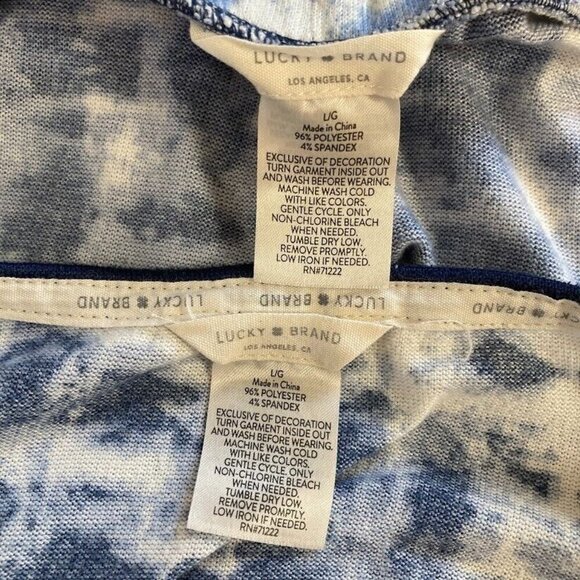 LUCKY BRAND
LOS ANGELES, CA
L/G
Made in China
96% POLYESTER
4% SPANDEX
EXCLUSIVE OF DECORATION
TURN GARMENT INSIDE OUT
AND WASH BEFORE WEARING.
MACHINE WASH COLD
WITH LIKE COLORS.
GENTLE CYCLE. ONLY
NON-CHLORINE BLEACH
WHEN NEEDED.
TUMBLE DRY LOW.
REMOVE PROMPTLY.
LOW IRON IF NEEDED.
RN#71222
LUCKY BRAND LUCKY BRAND LUCKY BRAND
LUCKY BRAND
LOS ANGELES, CA
L/G
Made in China
96% POLYESTER
4% SPANDEX
EXCLUSIVE OF DECORATION
TURN GARMENT INSIDE OUT
AND WASH BEFORE WEARING.
MACHINE WASH COLD
WITH LIKE COLORS.
GENTLE CYCLE. ONLY
NON-CHLORINE BLEACH
WHEN NEEDED.
TUMBLE DRY LOW.
REMOVE PROMPTLY.
LOW IRON IF NEEDED.
RN#71222